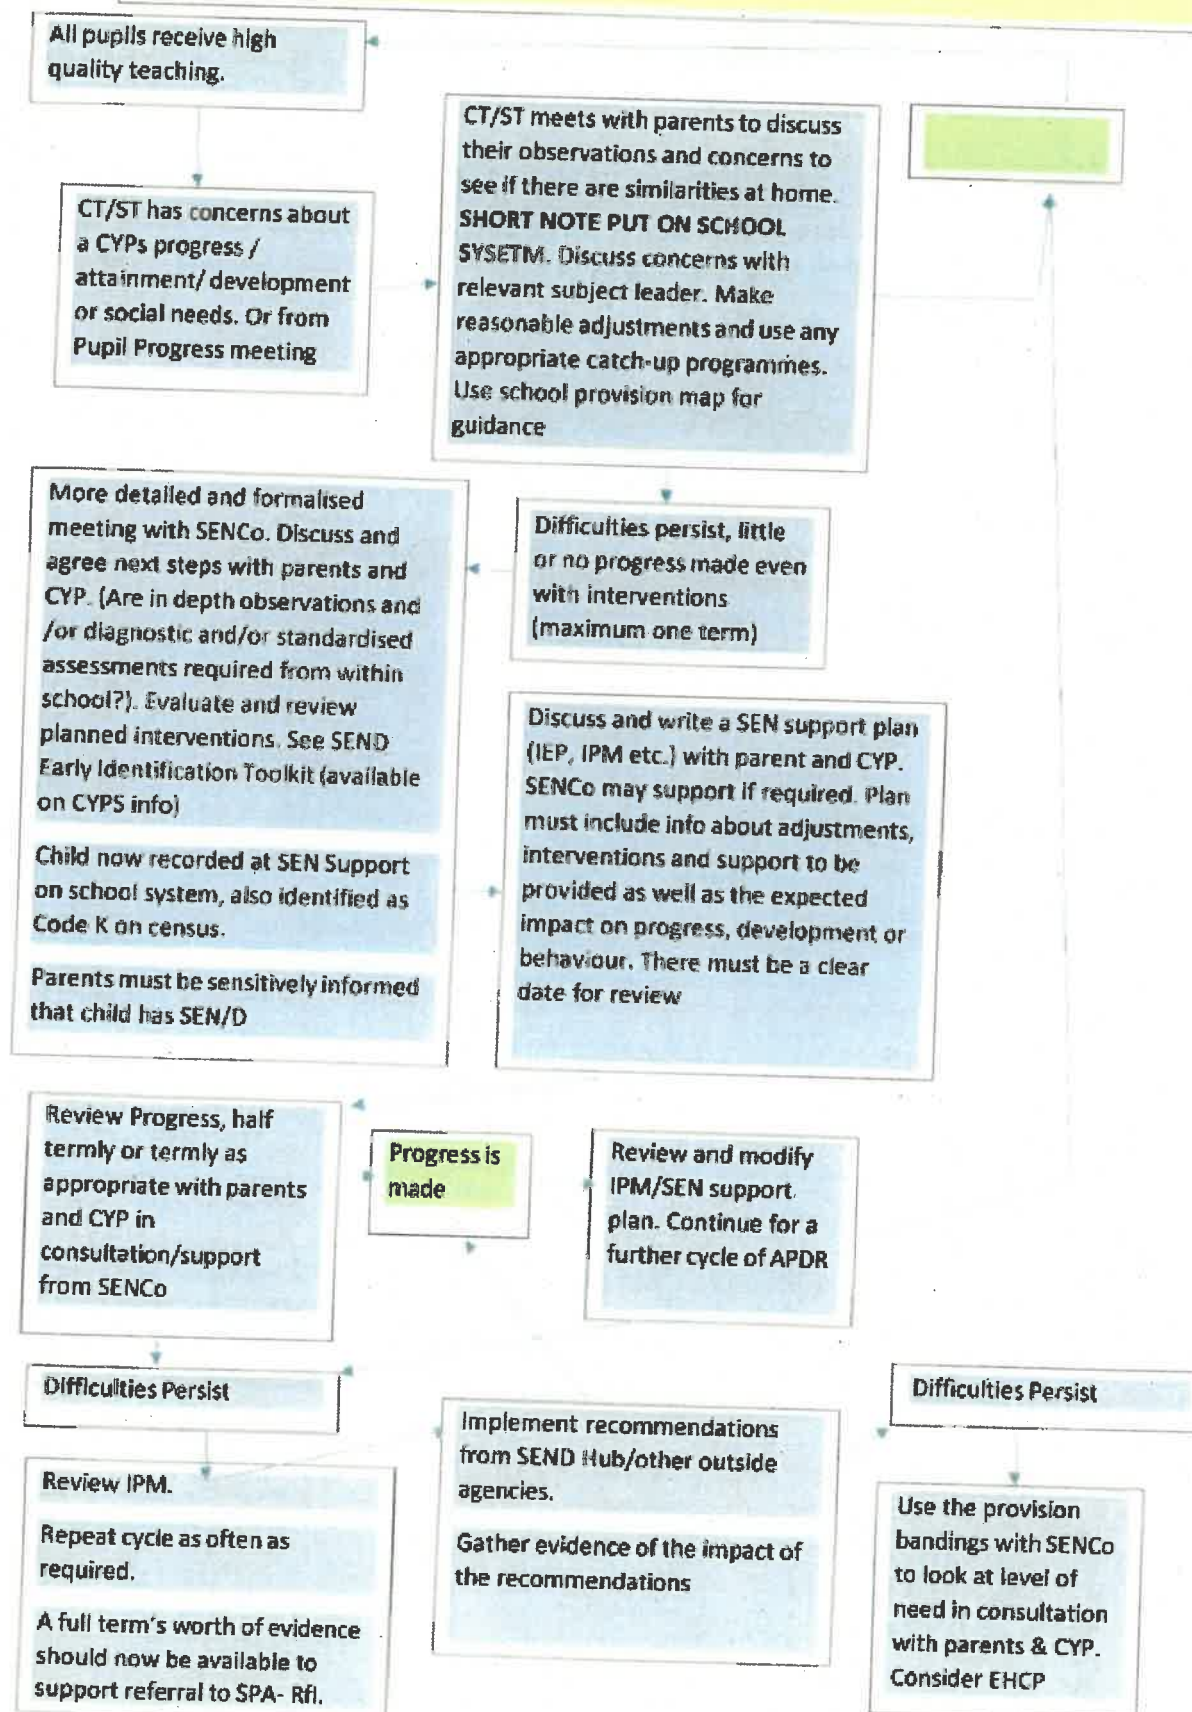 All pupils receive high
quality teaching.
CT/ST has concerns about
a CYPs progress /
attainment/ development
or social needs. Or from
Pupil Progress meeting
CT/ST meets with parents to discuss
their observations and concerns to
see if there are similarities at home.
SHORT NOTE PUT ON SCHOOL
SYSETM. Discuss concerns with
relevant subject leader. Make
reasonable adjustments and use any
appropriate catch-up programmes.
Use school provision map for
guidance
Difficulties persist, little
or no progress made even
with interventions
(maximum one term)
More detailed and formalised
meeting with SENCo. Discuss and
agree next steps with parents and
CYP. (Are in depth observations and
/or diagnostic and/or standardised
assessments required from within
school?). Evaluate and review
planned interventions. See SEND
Early Identification Toolkit (available
on CYPS info)
Child now recorded at SEN Support
on school system, also identified as
Code K on census.
Parents must be sensitively informed
that child has SEN/D
Discuss and write a SEN support plan
(IEP, IPM etc.) with parent and CYP.
SENCo may support if required. Plan
must include info about adjustments,
interventions and support to be
provided as well as the expected
impact on progress, development or
behaviour. There must be a clear
date for review
Review Progress, half
termly or termly as
appropriate with parents
and CYP in
consultation/support
from SENCo
Progress is
made
Review and modify
IPM/SEN support
plan. Continue for a
further cycle of APDR
Difficulties Persist
Review IPM.
Repeat cycle as often as
required.
A full term's worth of evidence
should now be available to
support referral to SPA- RfI.
Implement recommendations
from SEND Hub/other outside
agencies.
Gather evidence of the impact of
the recommendations
Difficulties Persist
Use the provision
bandings with SENCo
to look at level of
need in consultation
with parents & CYP.
Consider EHCP